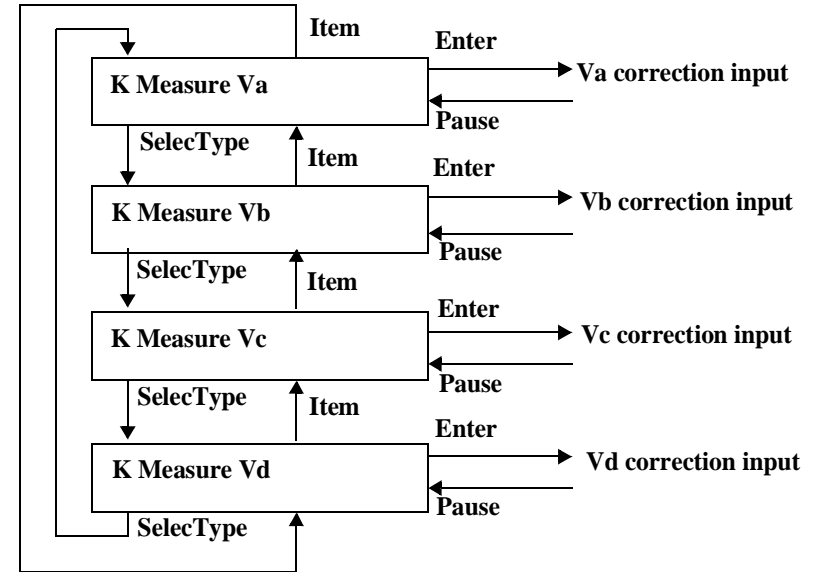 Item
Enter
K Measure Va
Va correction input
Pause
SelecType
Item
Enter
K Measure Vb
Vb correction input
Pause
SelecType
Item
Enter
K Measure Vc
Vc correction input
Pause
SelecType
Item
Enter
K Measure Vd
Vd correction input
Pause
SelecType